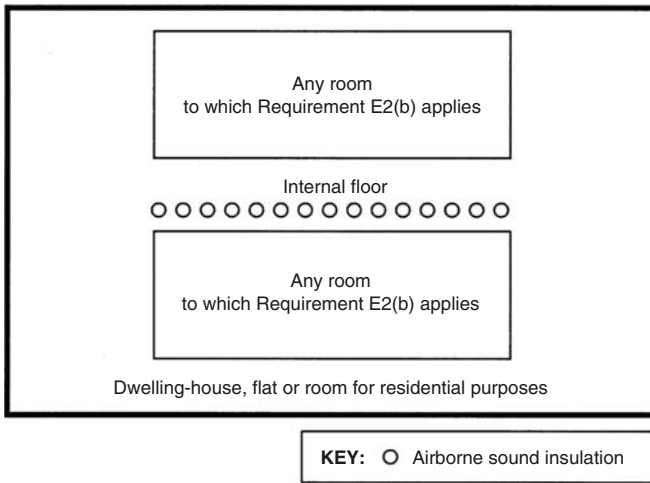 Any room
to which Requirement E2(b) applies
Internal floor
Any room
to which Requirement E2(b) applies
Dwelling-house, flat or room for residential purposes
KEY: Airborne sound insulation